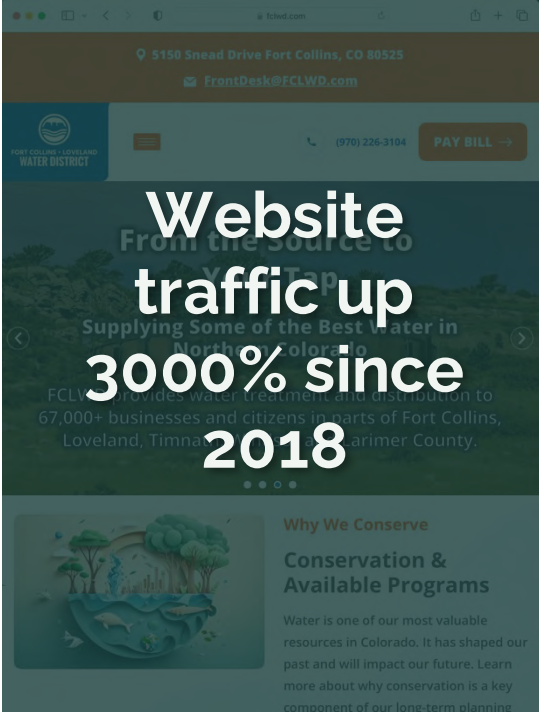 fclwd.com
5150 Snead Drive Fort Collins, CO 80525
FrontDesk@FCLWD.com
FORT COLLINS - LOVELAND
WATER DISTRICT
(970) 226-3104
PAY BILL →
Website
traffic up
3000% since
2018
From the Source to
Your Tap
Supplying Some of the Best Water in
Northern Colorado
FCLWD provides water treatment and distribution to
67,000+ businesses and citizens in parts of Fort Collins,
Loveland, Timnath, Larimer County.
Why We Conserve
Conservation &
Available Programs
Water is one of our most valuable
resources in Colorado. It has shaped our
past and will impact our future. Learn
more about why conservation is a key
component of our long-term planning